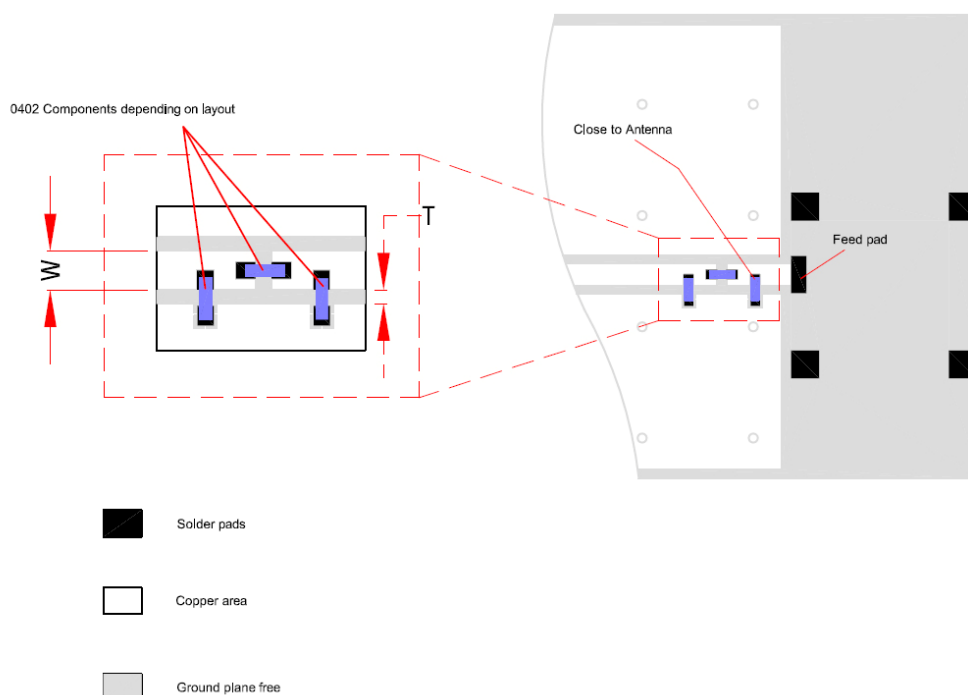 0402 Components depending on layout
Close to Antenna
T
W
Feed pad
Solder pads
Copper area
Ground plane free